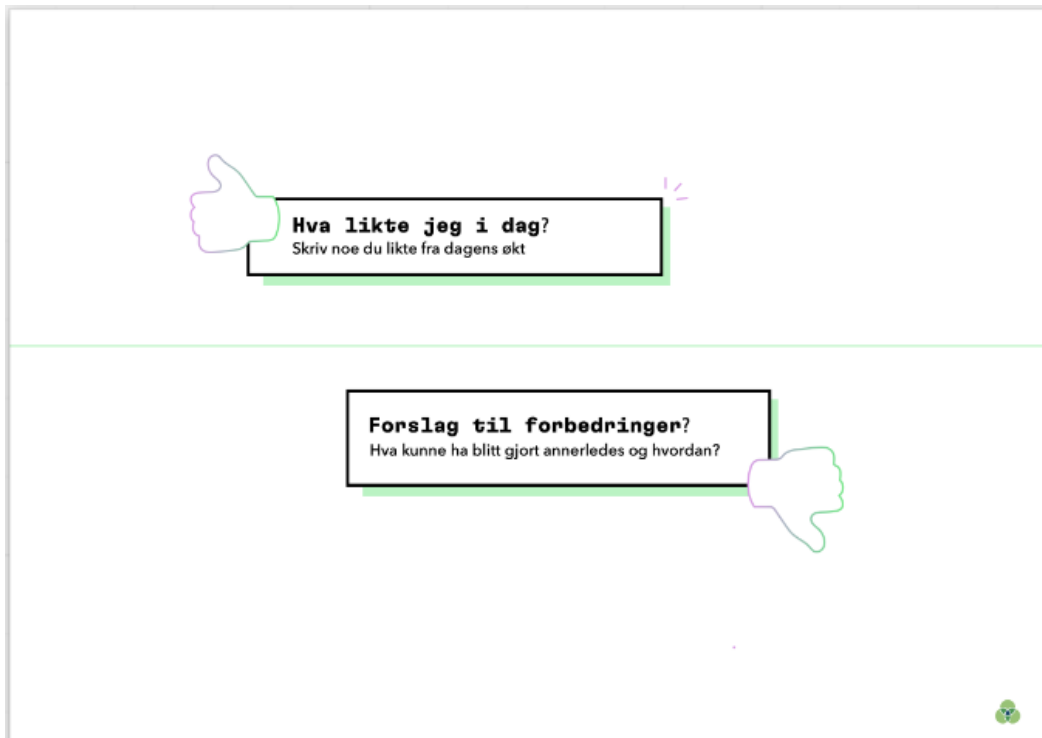 Hva likte jeg i dag?
Skriv noe du likte fra dagens økt
Forslag til forbedringer?
Hva kunne ha blitt gjort annerledes og hvordan?